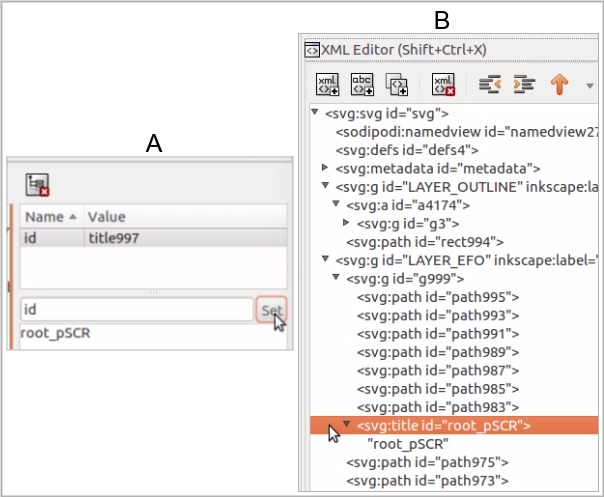 A
Name Value
id title997
id Set
root_pSCR
B
XML Editor (Shift+Ctrl+X)
xml abc xml
<svg:svg id="svg">
<sodipodi:namedview id="namedview27
<svg:defs id="defs4">
<svg:metadata id="metadata">
<svg:g id="LAYER_OUTLINE" inkscape:la
<svg:a id="a4174">
<svg:g id="g3">
<svg:path id="rect994">
<svg:g id="LAYER_EFO" inkscape:label="
<svg:g id="g999">
<svg:path id="path995">
<svg:path id="path993">
<svg:path id="path991">
<svg:path id="path989">
<svg:path id="path987">
<svg:path id="path985">
<svg:path id="path983">
<svg:title id="root_pSCR">
"root_pSCR"
<svg:path id="path975">
<svg:path id="path973">